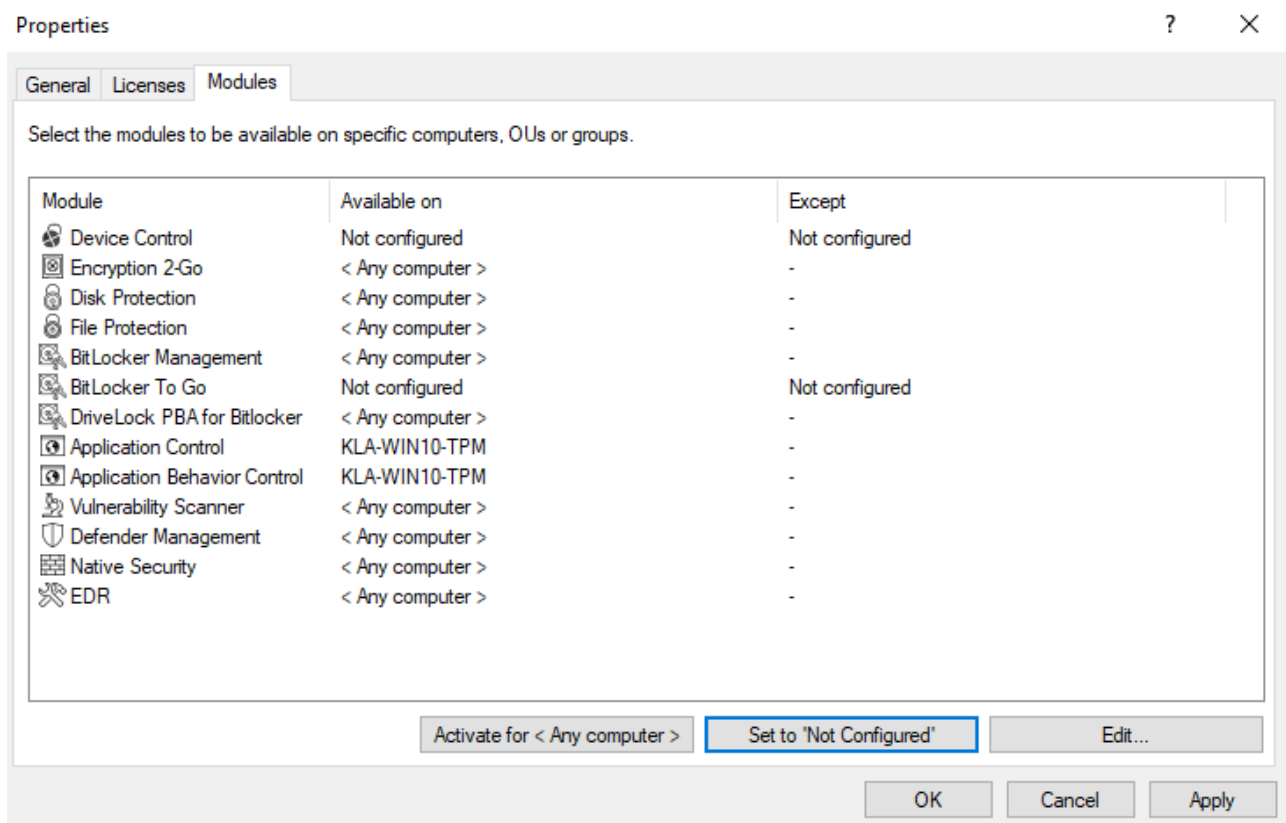 Properties ? ×
General Licenses Modules
Select the modules to be available on specific computers, OUs or groups.
Module Available on Except
Device Control Not configured Not configured
Encryption 2-Go < Any computer > -
Disk Protection < Any computer > -
File Protection < Any computer > -
BitLocker Management < Any computer > -
BitLocker To Go Not configured Not configured
DriveLock PBA for Bitlocker < Any computer > -
Application Control KLA-WIN10-TPM -
Application Behavior Control KLA-WIN10-TPM -
Vulnerability Scanner < Any computer > -
Defender Management < Any computer > -
Native Security < Any computer > -
EDR < Any computer > -
Activate for < Any computer > Set to "Not Configured" Edit...
OK Cancel Apply